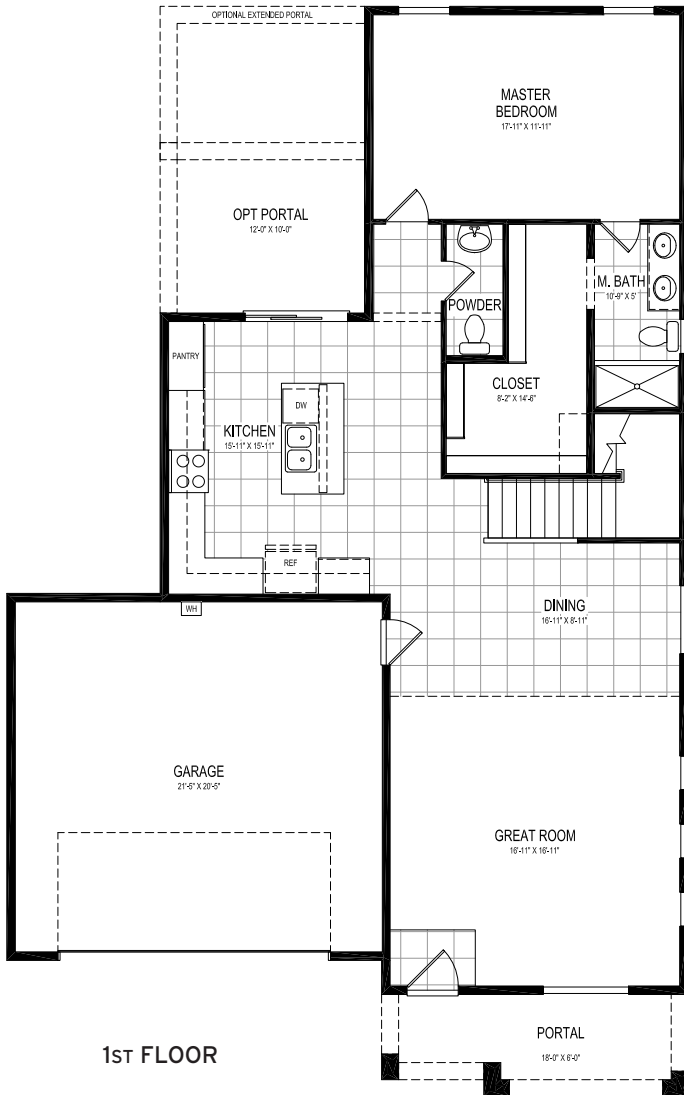 OPTIONAL EXTENDED PORTAL
MASTER
BEDROOM
17'-11" X 11'-11"
OPT PORTAL
12'-0" X 10'-0"
M. BATH
10'-9" X 5'
POWDER
PANTRY
CLOSET
8'-2" X 14'-6"
DW
KITCHEN
15'-11" X 15'-11"
REF
WH
DINING
16'-11" X 8'-11"
GARAGE
21'-5" X 20'-5"
GREAT ROOM
16'-11" X 16'-11"
PORTAL
18'-0" X 6'-0"
1ST FLOOR